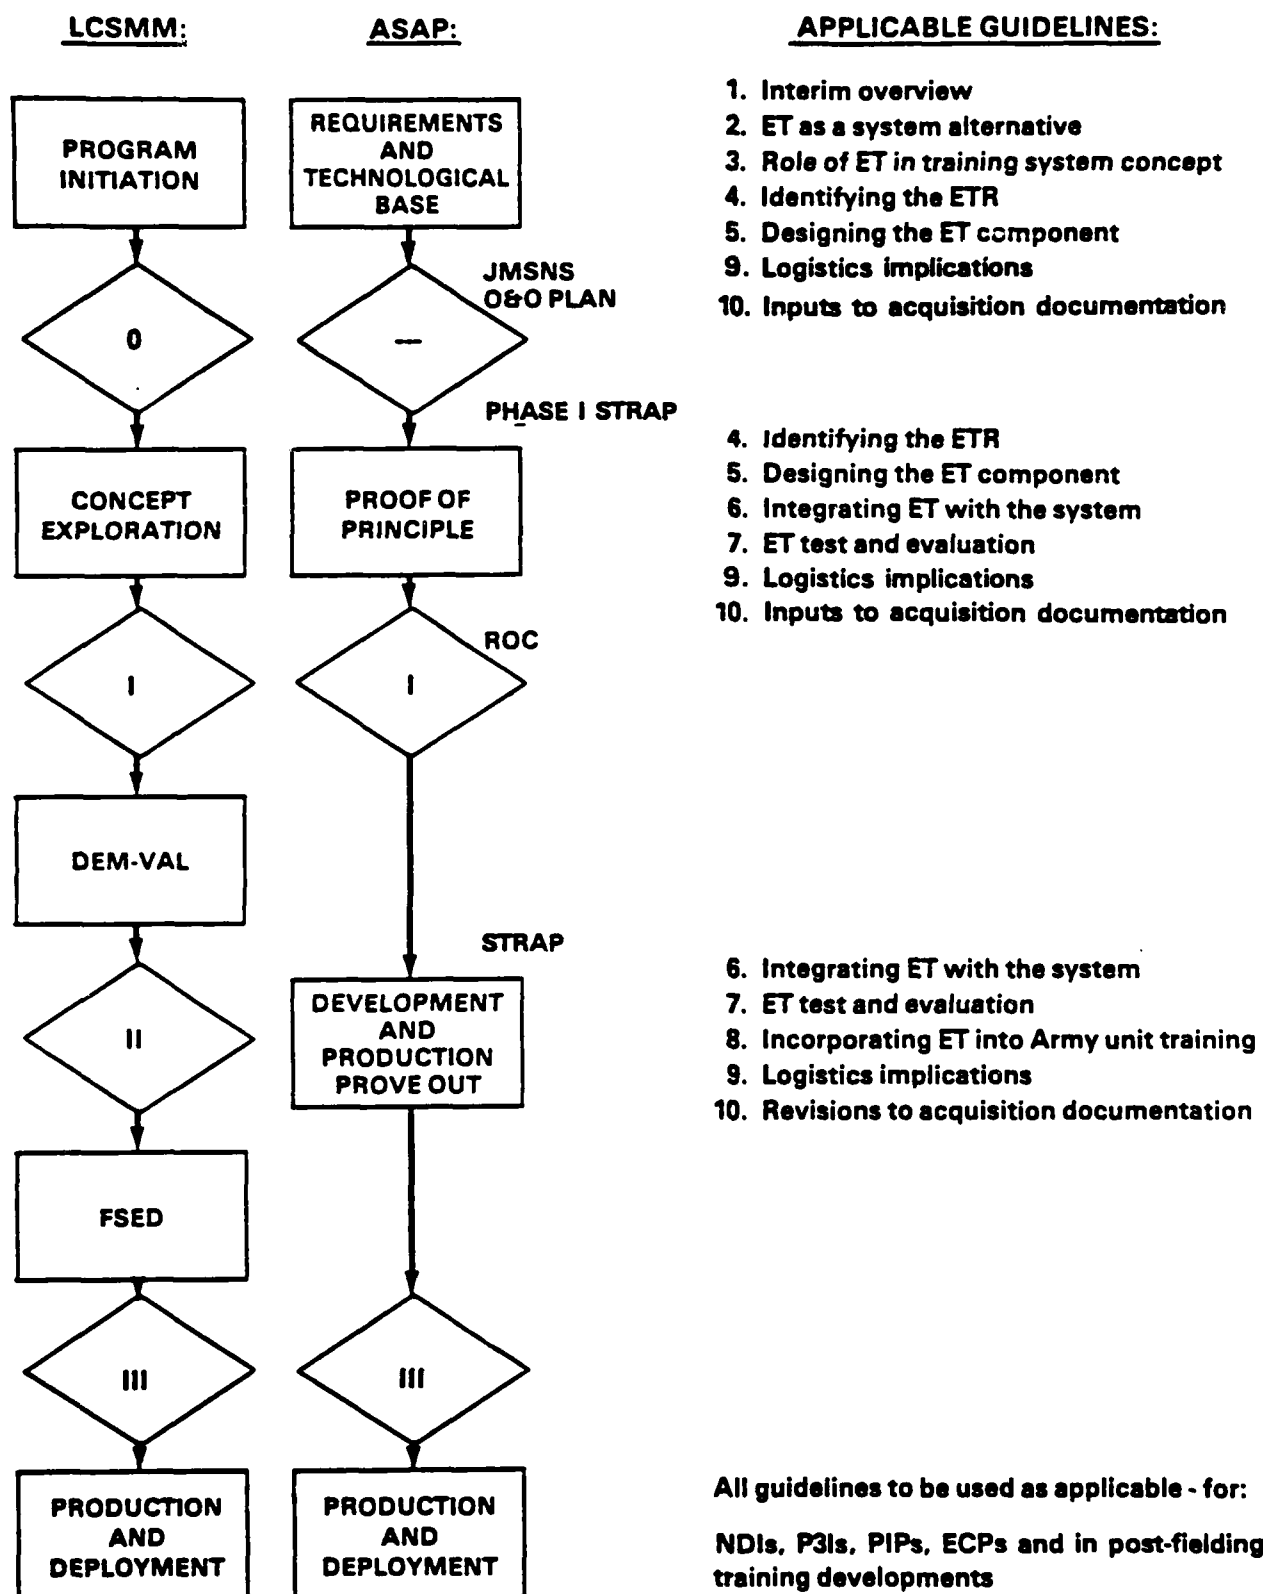 LCSMM:
ASAP:
APPLICABLE GUIDELINES:
PROGRAM
INITIATION
REQUIREMENTS
AND
TECHNOLOGICAL
BASE
1. Interim overview
2. ET as a system alternative
3. Role of ET in training system concept
4. Identifying the ETR
5. Designing the ET component
9. Logistics implications
10. Inputs to acquisition documentation
JMSNS
O&O PLAN
0
—
PHASE I STRAP
CONCEPT
EXPLORATION
PROOF OF
PRINCIPLE
4. Identifying the ETR
5. Designing the ET component
6. Integrating ET with the system
7. ET test and evaluation
9. Logistics implications
10. Inputs to acquisition documentation
ROC
I
I
DEM-VAL
STRAP
II
DEVELOPMENT
AND
PRODUCTION
PROVE OUT
6. Integrating ET with the system
7. ET test and evaluation
8. Incorporating ET into Army unit training
9. Logistics implications
10. Revisions to acquisition documentation
FSED
III
III
PRODUCTION
AND
DEPLOYMENT
PRODUCTION
AND
DEPLOYMENT
All guidelines to be used as applicable - for:
NDIs, P3Is, PIPs, ECPs and in post-fielding
training developments